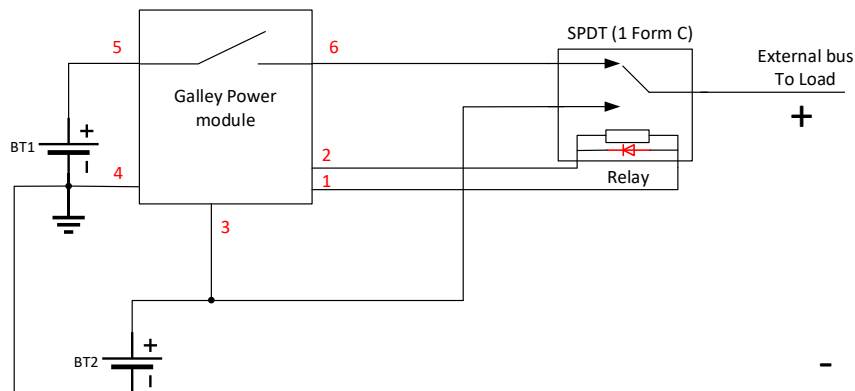 SPDT (1 Form C)
5
6
External bus
To Load
Galley Power
module
+
+
BT1
–
2
4
1
Relay
3
+
BT2
–
-